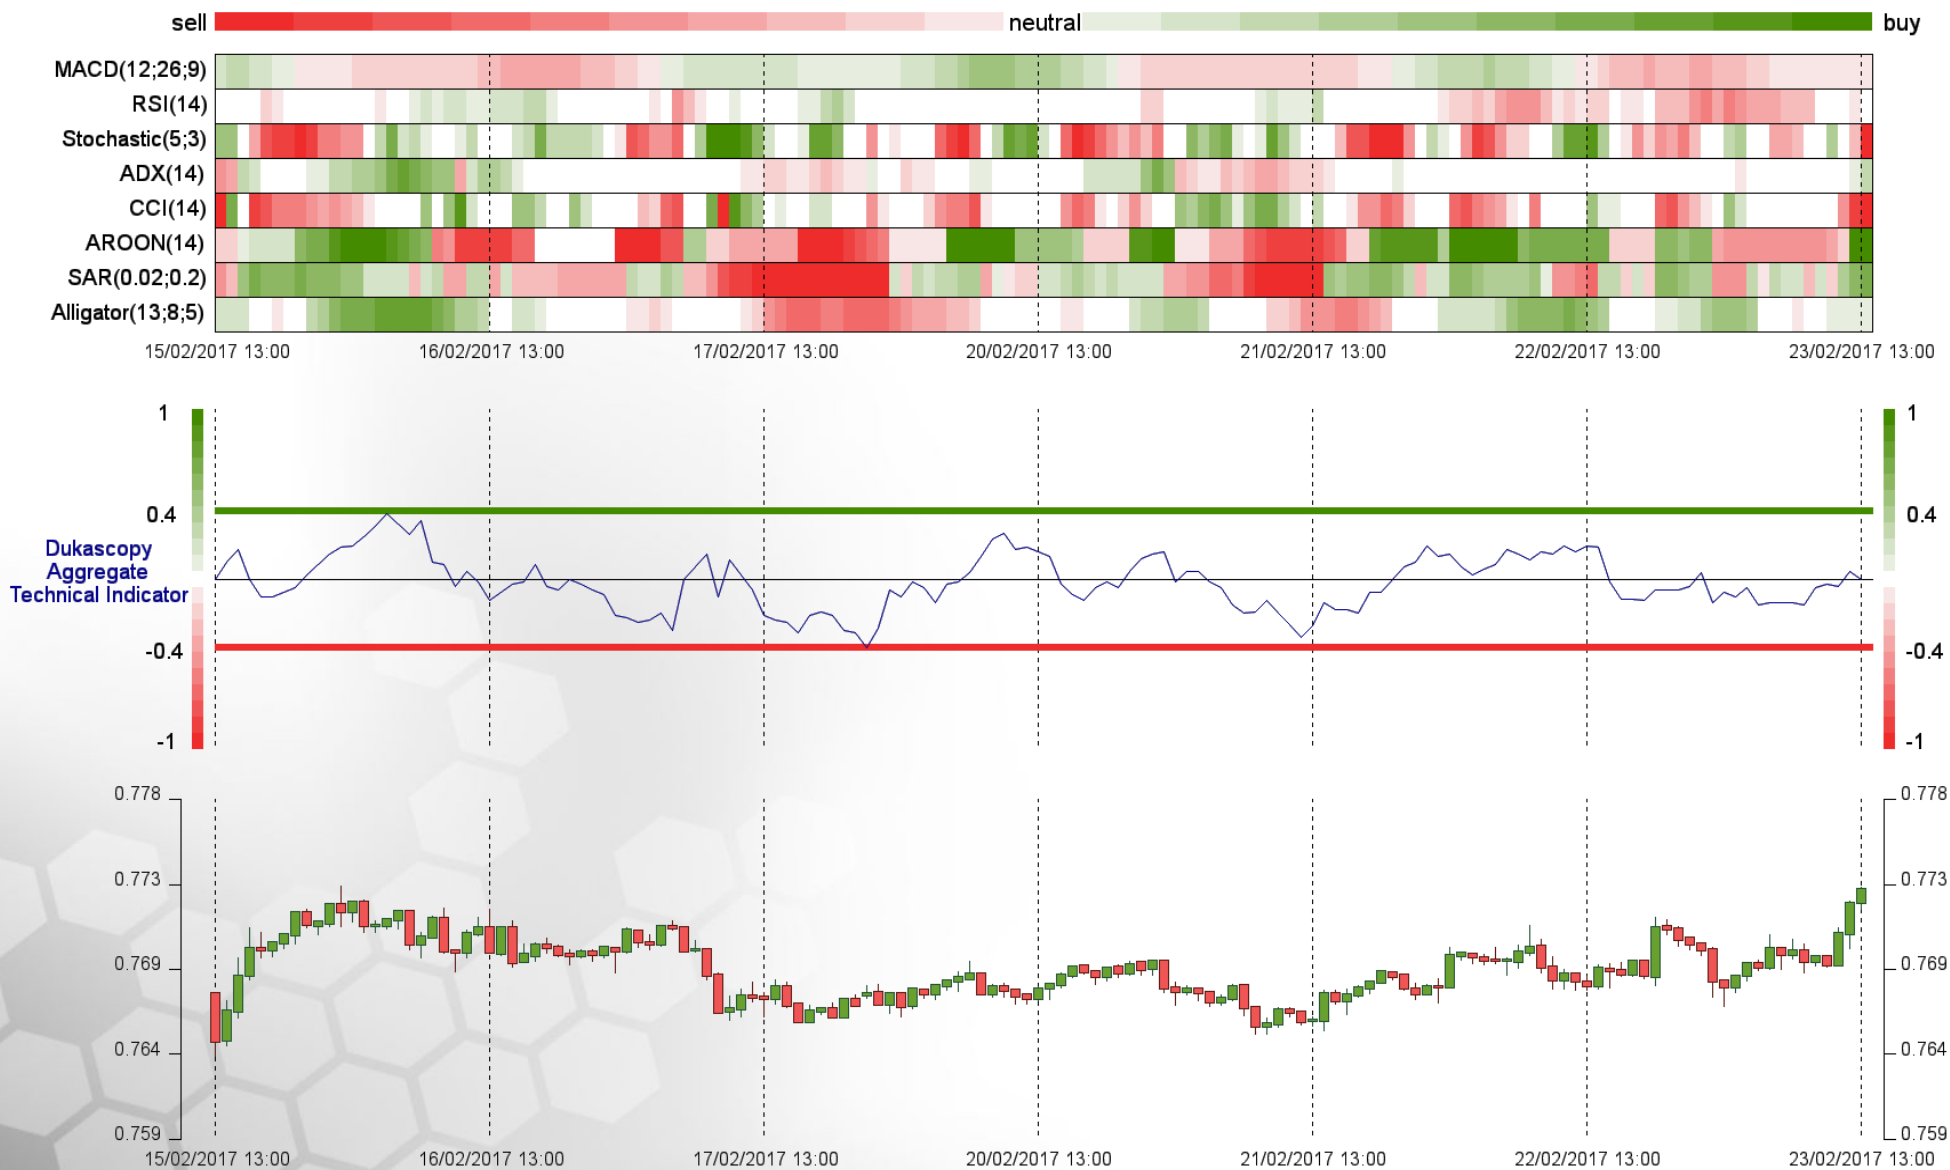 sell neutral buy
MACD(12;26;9)
RSI(14)
Stochastic(5;3)
ADX(14)
CCI(14)
AROON(14)
SAR(0.02;0.2)
Alligator(13;8;5)
15/02/2017 13:00 16/02/2017 13:00 17/02/2017 13:00 20/02/2017 13:00 21/02/2017 13:00 22/02/2017 13:00 23/02/2017 13:00
1 1
0.4 0.4
Dukascopy
Aggregate
Technical Indicator
-0.4 -0.4
-1 -1
0.778 0.778
0.773 0.773
0.769 0.769
0.764 0.764
0.759 0.759
15/02/2017 13:00 16/02/2017 13:00 17/02/2017 13:00 20/02/2017 13:00 21/02/2017 13:00 22/02/2017 13:00 23/02/2017 13:00